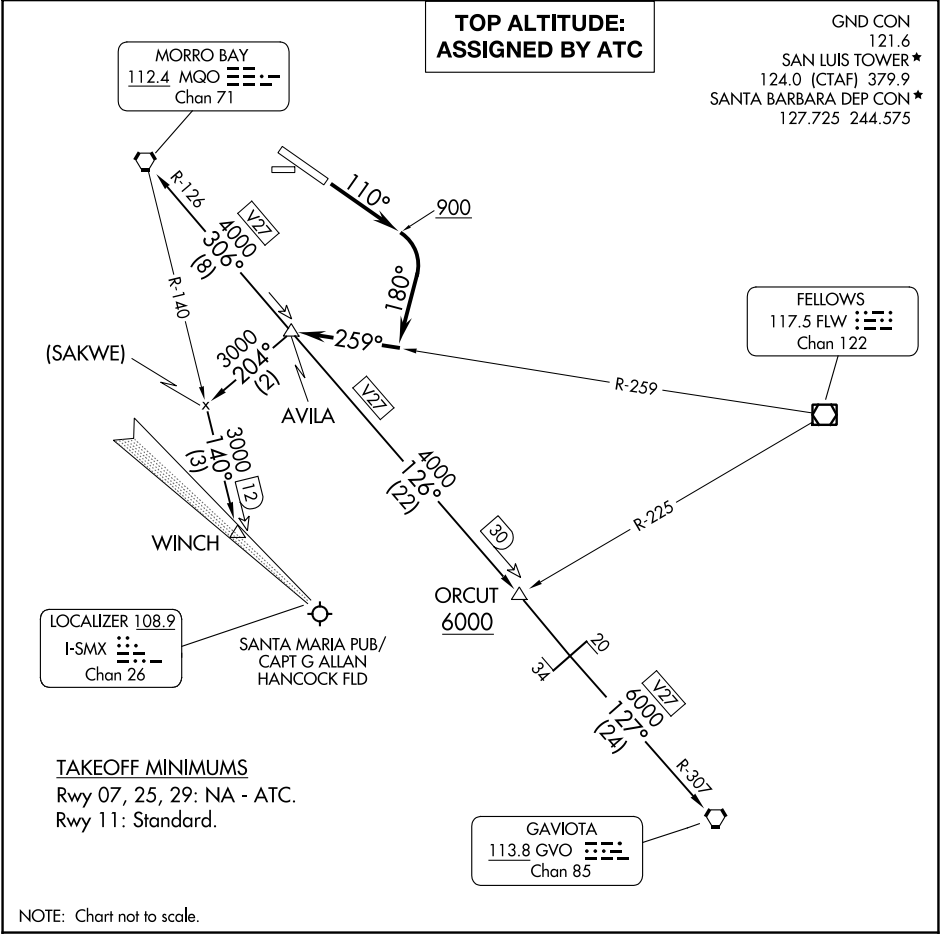 TOP ALTITUDE:
ASSIGNED BY ATC
GND CON
121.6
SAN LUIS TOWER★
124.0 (CTAF) 379.9
SANTA BARBARA DEP CON★
127.725 244.575
MORRO BAY
112.4 MQO
Chan 71
R-126
4000
306°
(8)
V27
110°
900
180°
259°
R-140
(SAKWE)
3000
204°
(2)
x
AVILA
V27
FELLOWS
117.5 FLW
Chan 122
R-259
R-225
3000
140°
(3)
12
WINCH
4000
126°
(22)
30
ORCUT
6000
LOCALIZER 108.9
I-SMX
Chan 26
SANTA MARIA PUB/
CAPT G ALLAN
HANCOCK FLD
20
34
V27
6000
127°
(24)
R-307
TAKEOFF MINIMUMS
Rwy 07, 25, 29: NA - ATC.
Rwy 11: Standard.
GAVIOTA
113.8 GVO
Chan 85
NOTE: Chart not to scale.